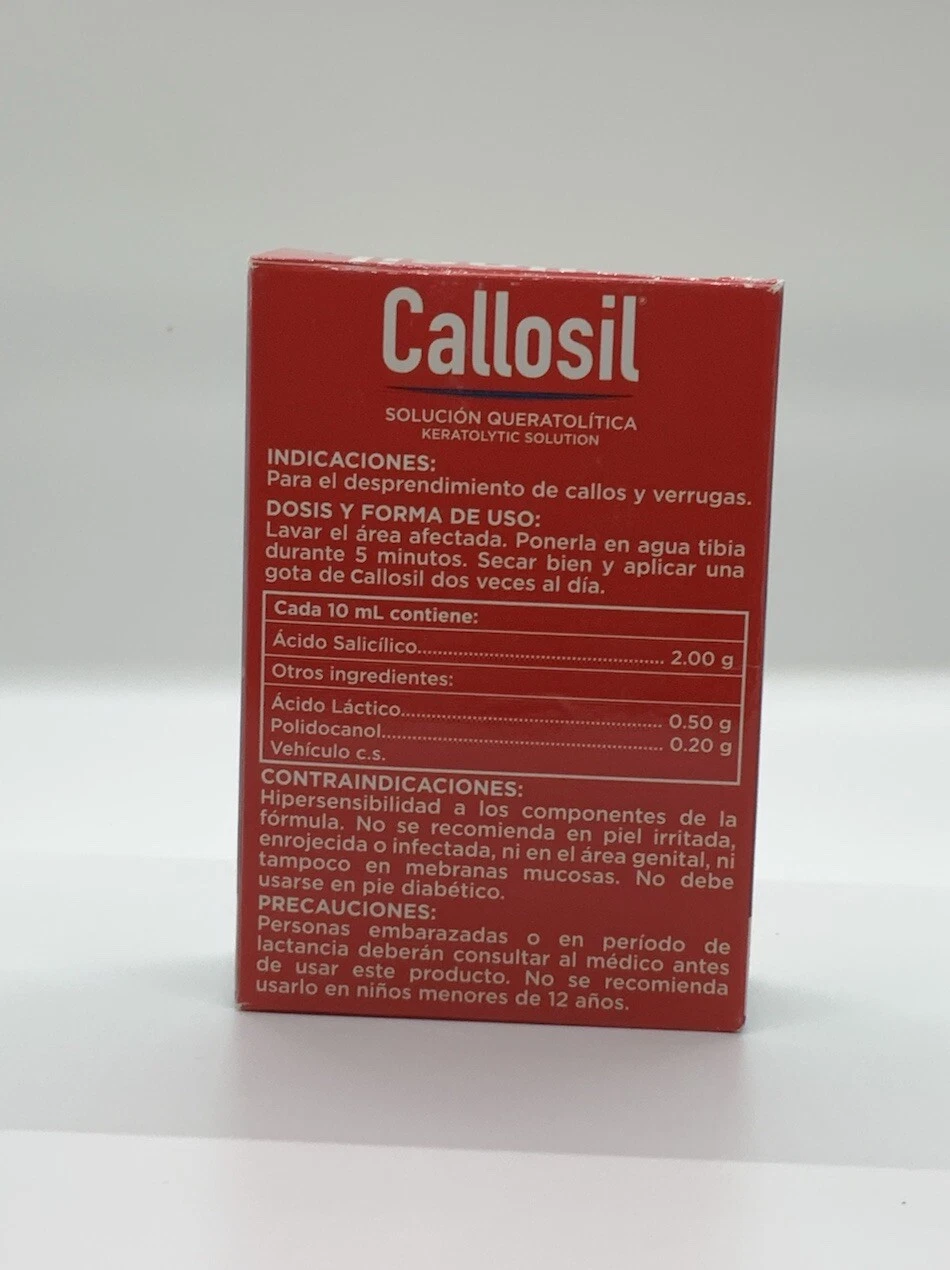 Callosil®
SOLUCIÓN QUERATOLÍTICA
KERATOLYTIC SOLUTION
INDICACIONES:
Para el desprendimiento de callos y verrugas.
DOSIS Y FORMA DE USO:
Lavar el área afectada. Ponerla en agua tibia
durante 5 minutos. Secar bien y aplicar una
gota de Callosil dos veces al día.
Cada 10 mL contiene:
Ácido Salicílico.................................................. 2.00 g
Otros ingredientes:
Ácido Láctico..................................................... 0.50 g
Polidocanol........................................................ 0.20 g
Vehículo c.s.
CONTRAINDICACIONES:
Hipersensibilidad a los componentes de la
fórmula. No se recomienda en piel irritada,
enrojecida o infectada, ni en el área genital, ni
tampoco en mebranas mucosas. No debe
usarse en pie diabético.
PRECAUCIONES:
Personas embarazadas o en período de
lactancia deberán consultar al médico antes
de usar este producto. No se recomienda
usarlo en niños menores de 12 años.